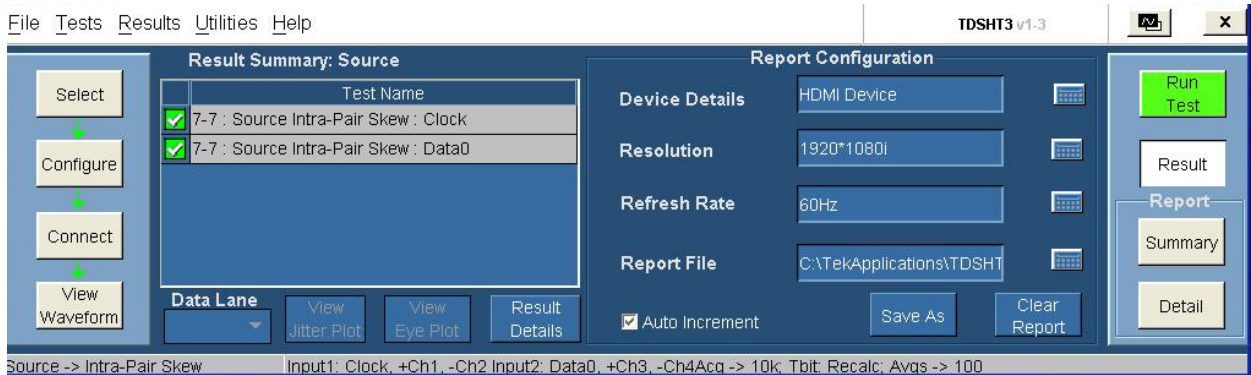 File Tests Results Utilities Help
TDSHT3 v1-3
x
Select
Configure
Connect
View
Waveform
Result Summary: Source
Test Name
7-7 : Source Intra-Pair Skew : Clock
7-7 : Source Intra-Pair Skew : Data0
Data Lane
View
Jitter Plot
View
Eye Plot
Result
Details
Report Configuration
Device Details
HDMI Device
Resolution
1920*1080i
Refresh Rate
60Hz
Report File
C:\TekApplications\TDSHT
Auto Increment
Save As
Clear
Report
Run
Test
Result
Report
Summary
Detail
Source -> Intra-Pair Skew
Input1: Clock, +Ch1, -Ch2 Input2: Data0, +Ch3, -Ch4Acq -> 10k; Tbit: Recalc; Avgs -> 100